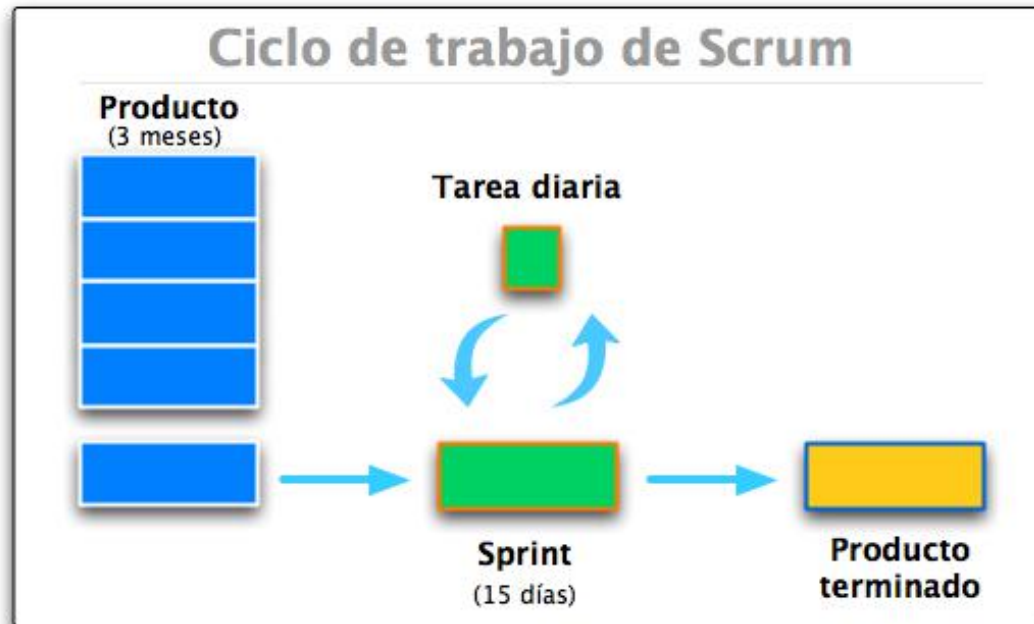 Ciclo de trabajo de Scrum
Producto
(3 meses)
Tarea diaria
Sprint
(15 días)
Producto
terminado